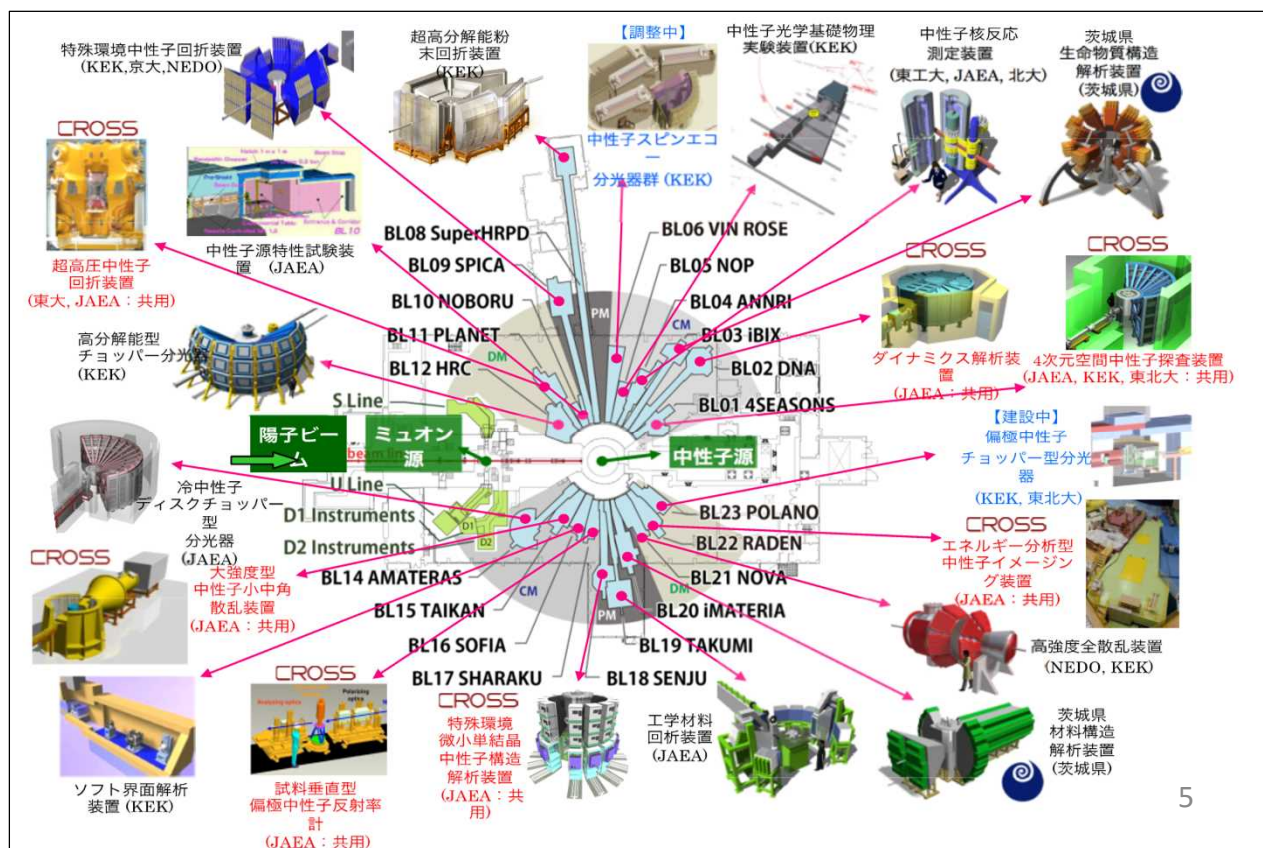 特殊環境中性子回折装置
(KEK,京大,NEDO)
超高分解能粉
末回折装置
(KEK)
【調整中】
中性子スピンエコー
分光器群 (KEK)
中性子光学基礎物理
実験装置(KEK)
中性子核反応
測定装置
(東工大, JAEA, 北大)
茨城県
生命物質構造
解析装置
(茨城県)
CROSS
超高圧中性子
回折装置
(東大, JAEA：共用)
BL10
中性子源特性試験装
置 (JAEA)
高分解能型
チョッパー分光器
(KEK)
BL08 SuperHRPD
BL09 SPICA
BL10 NOBORU
BL11 PLANET
BL12 HRC
BL06 VIN ROSE
BL05 NOP
BL04 ANNRI
BL03 iBIX
BL02 DNA
BL01 4SEASONS
PM
CM
DM
CROSS
ダイナミクス解析装
置
(JAEA：共用)
CROSS
4次元空間中性子探査装置
(JAEA, KEK, 東北大：共用)
S Line
陽子ビー
ム
beam line
ミュオン
源
中性子源
U Line
D1 Instruments
D2 Instruments
D1
D2
冷中性子
ディスクチョッパー
型
分光器
(JAEA)
【建設中】
偏極中性子
チョッパー型分光
器
(KEK, 東北大)
BL23 POLANO
BL22 RADEN
BL21 NOVA
BL20 iMATERIA
BL19 TAKUMI
BL18 SENJU
BL14 AMATERAS
BL15 TAIKAN
BL16 SOFIA
BL17 SHARAKU
CM
PM
DM
CROSS
大強度型
中性子小中角
散乱装置
(JAEA：共用)
CROSS
エネルギー分析型
中性子イメージン
グ装置
(JAEA：共用)
高強度全散乱装置
(NEDO, KEK)
ソフト界面解析
装置 (KEK)
CROSS
Analyzing optics
Polarizing
optics
試料垂直型
偏極中性子反射率
計
(JAEA：共用)
CROSS
特殊環境
微小単結晶
中性子構造
解析装置
(JAEA：共
用)
工学材料
回析装置
(JAEA)
茨城県
材料構造
解析装置
(茨城県)
5